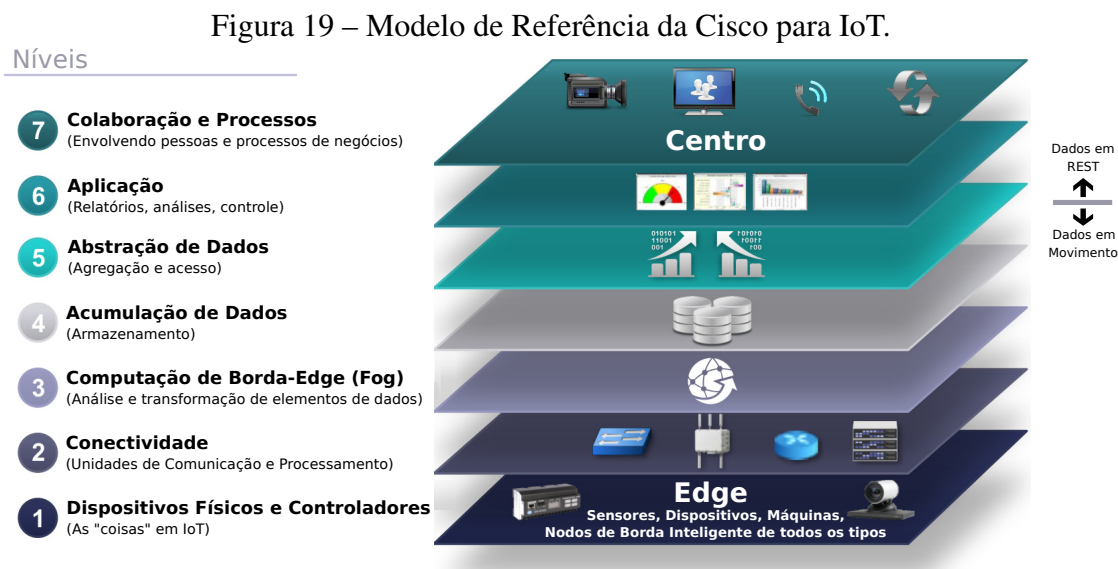 Figura 19 – Modelo de Referência da Cisco para IoT.
Níveis
7
Colaboração e Processos
(Envolvendo pessoas e processos de negócios)
6
Aplicação
(Relatórios, análises, controle)
5
Abstração de Dados
(Agregação e acesso)
4
Acumulação de Dados
(Armazenamento)
3
Computação de Borda-Edge (Fog)
(Análise e transformação de elementos de dados)
2
Conectividade
(Unidades de Comunicação e Processamento)
1
Dispositivos Físicos e Controladores
(As "coisas" em IoT)
Centro
010101
11001
001
Edge
Sensores, Dispositivos, Máquinas,
Nodos de Borda Inteligente de todos os tipos
Dados em
REST
Dados em
Movimento